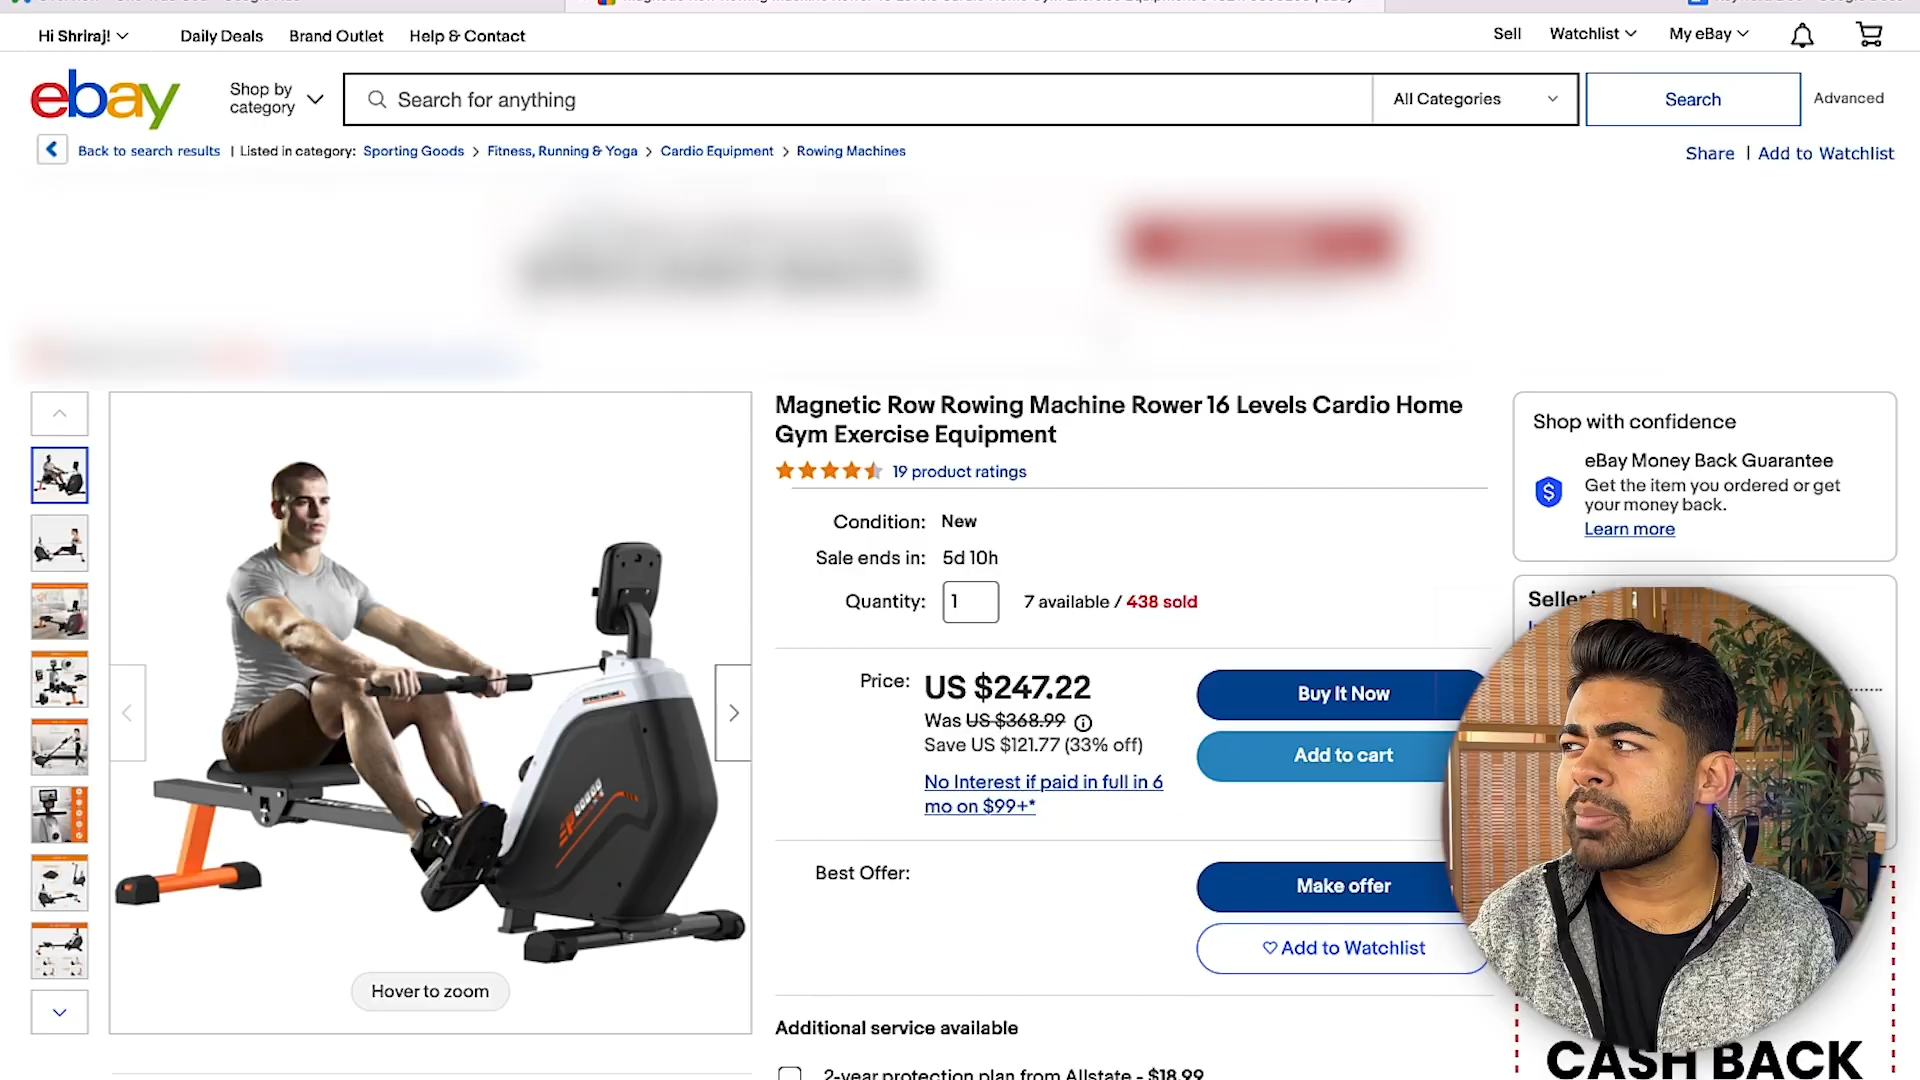 Hi Shriraj!
Daily Deals
Brand Outlet
Help & Contact
Sell
Watchlist
My eBay
ebay
Shop by
category
Search for anything
All Categories
Search
Advanced
Back to search results | Listed in category: Sporting Goods > Fitness, Running & Yoga > Cardio Equipment > Rowing Machines
Share | Add to Watchlist
Magnetic Row Rowing Machine Rower 16 Levels Cardio Home
Gym Exercise Equipment
19 product ratings
Condition: New
Sale ends in: 5d 10h
Quantity: 1 7 available / 438 sold
Price: US $247.22
Was US $368.99
Save US $121.77 (33% off)
No Interest if paid in full in 6
mo on $99+*
Buy It Now
Add to cart
Best Offer:
Make offer
Add to Watchlist
Hover to zoom
Additional service available
2-year protection plan from Allstate - $18.99
Shop with confidence
eBay Money Back Guarantee
Get the item you ordered or get
your money back.
Learn more
Seller
CASH BACK